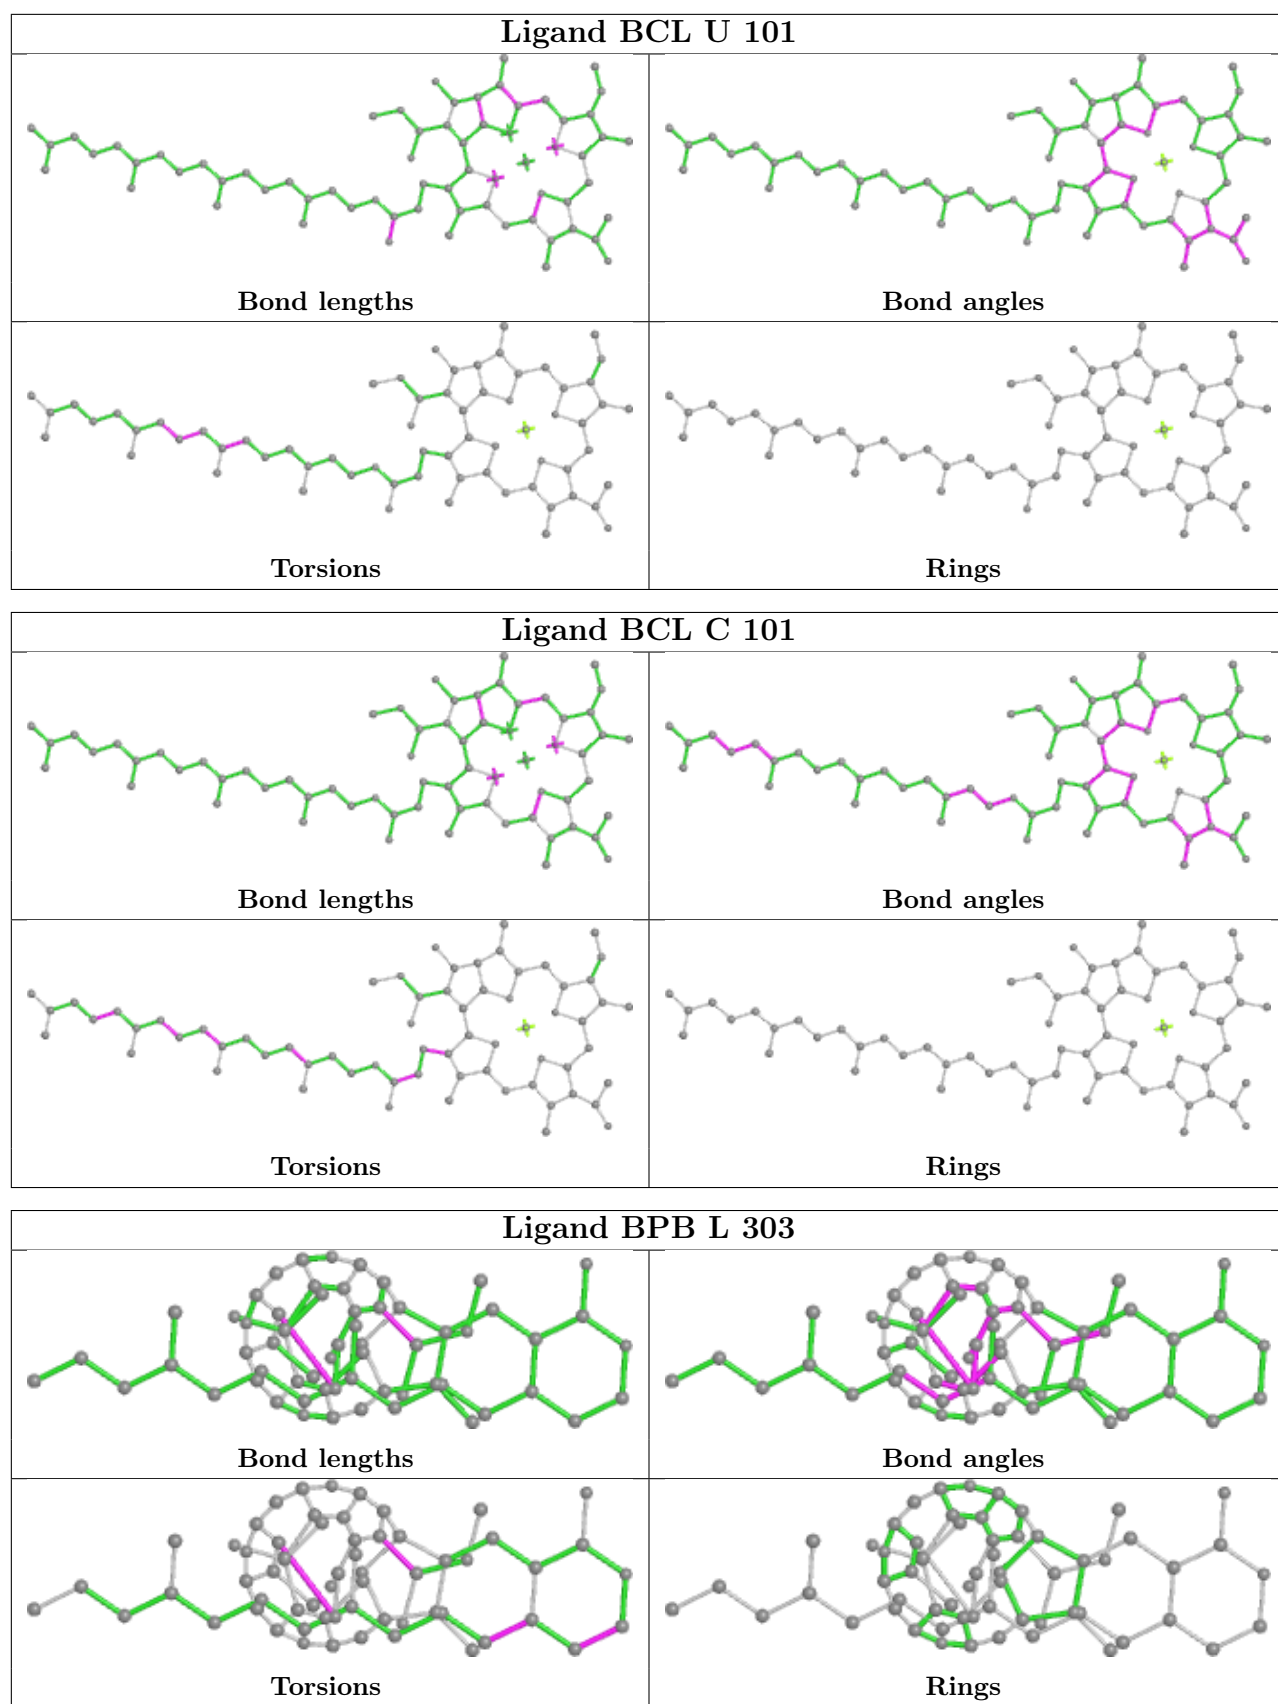 Ligand BCL U 101
Bond lengths
Bond angles
Torsions
Rings
Ligand BCL C 101
Bond lengths
Bond angles
Torsions
Rings
Ligand BPB L 303
Bond lengths
Bond angles
Torsions
Rings